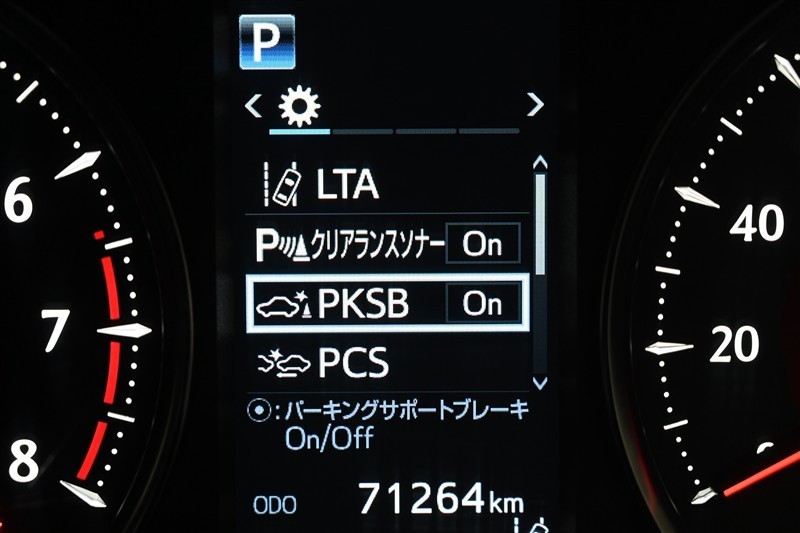 P
LTA
Pクリアランスソナー On
PKSB On
PCS
:パーキングサポートブレーキ
On/Off
ODO 71264km
6
7
8
40
20